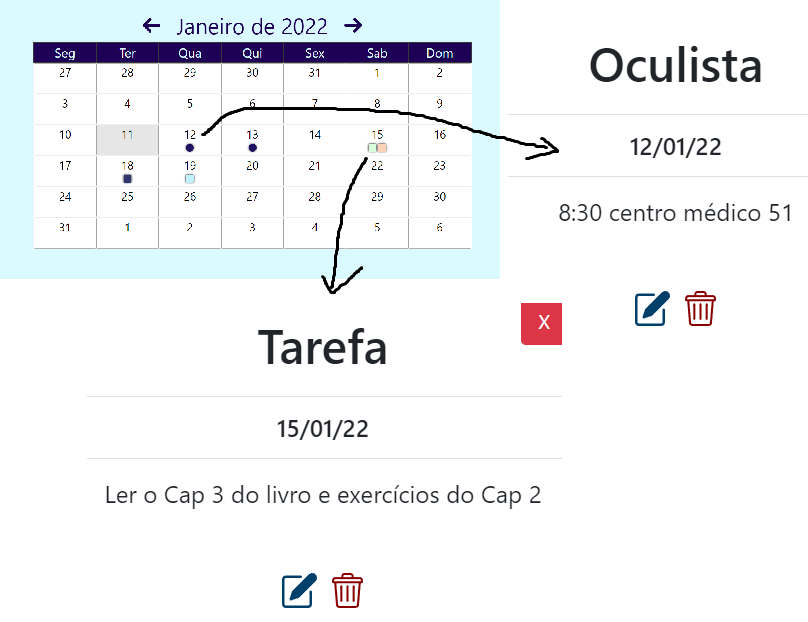 Janeiro de 2022
Seg Ter Qua Qui Sex Sab Dom
27 28 29 30 31 1 2
3 4 5 6 7 8 9
10 11 12 13 14 15 16
17 18 19 20 21 22 23
24 25 26 27 28 29 30
31 1 2 3 4 5 6
Oculista
12/01/22
8:30 centro médico 51
X
Tarefa
15/01/22
Ler o Cap 3 do livro e exercícios do Cap 2